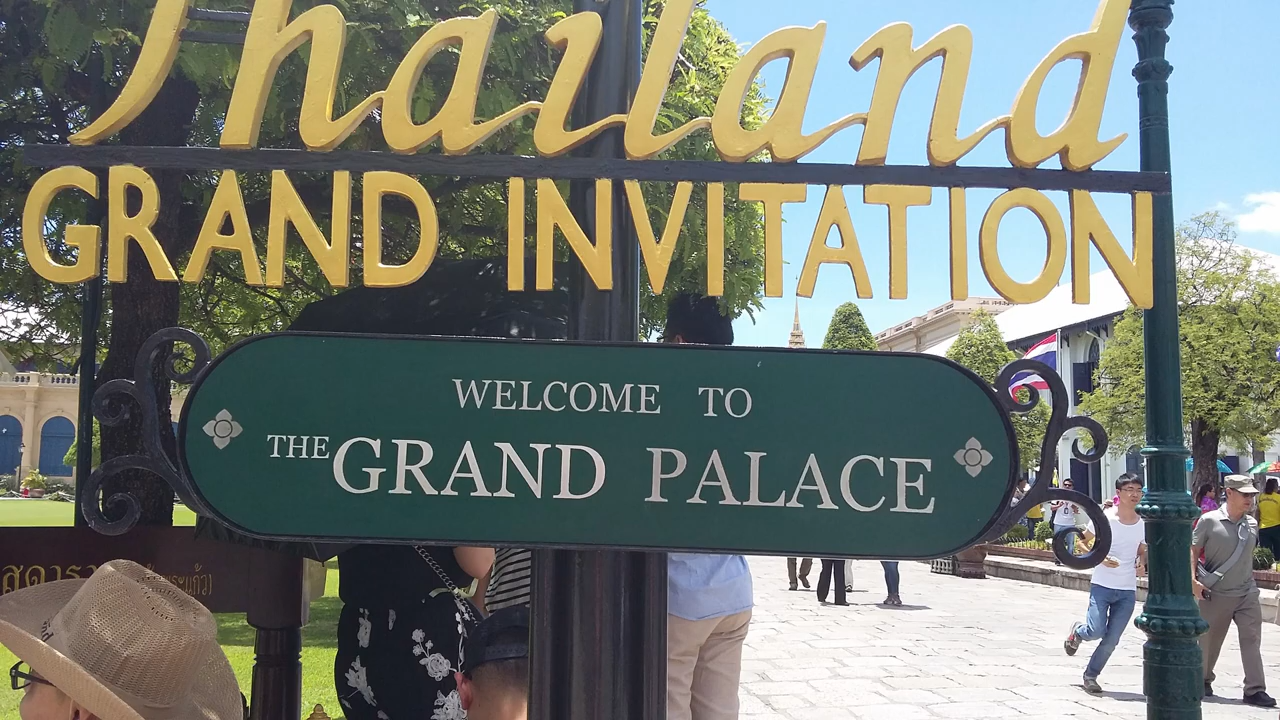 Thailand
GRAND INVITATION
WELCOME TO
THE GRAND PALACE